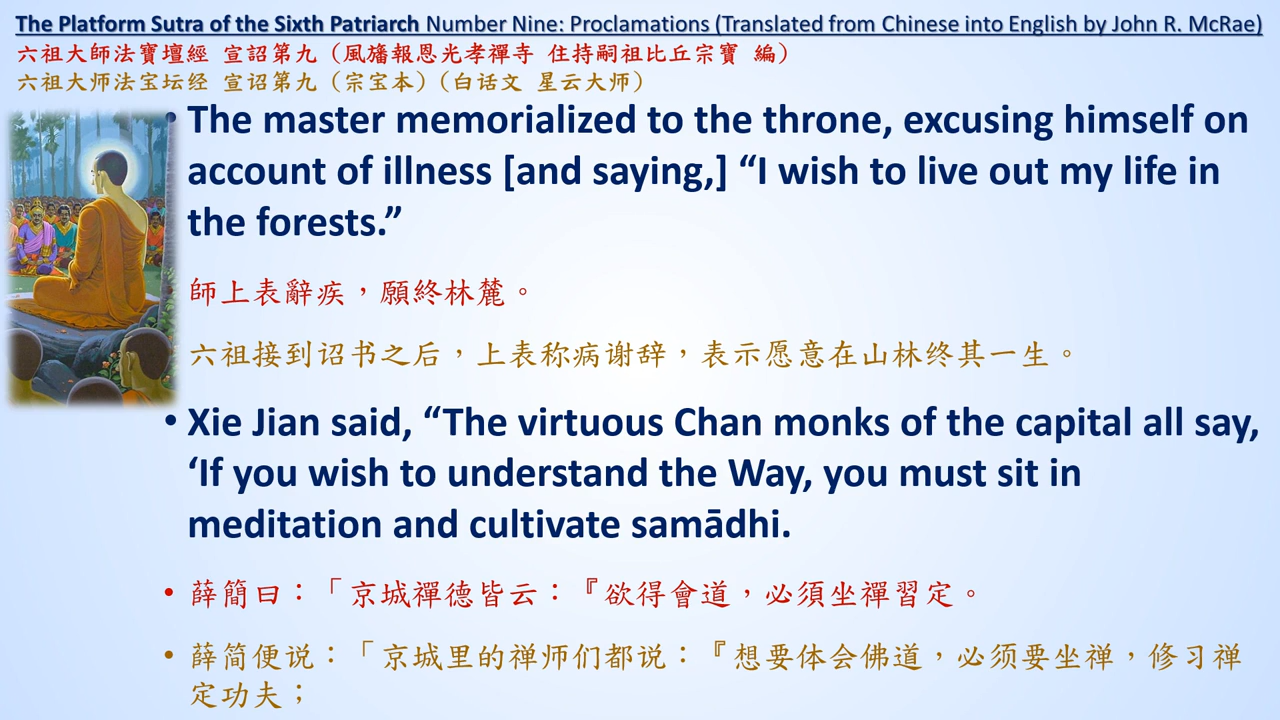 The Platform Sutra of the Sixth Patriarch Number Nine: Proclamations (Translated from Chinese into English by John R. McRae)
六祖大師法寶壇經 宣詔第九（風旛報恩光孝禪寺 住持嗣祖比丘宗寶 編）
六祖大师法宝坛经 宣诏第九（宗宝本）（白话文 星云大师）
• The master memorialized to the throne, excusing himself on
account of illness [and saying,] “I wish to live out my life in
the forests.”
師上表辭疾，願終林麓。
六祖接到诏书之后，上表称病谢辞，表示愿意在山林终其一生。
• Xie Jian said, “The virtuous Chan monks of the capital all say,
‘If you wish to understand the Way, you must sit in
meditation and cultivate samādhi.
• 薛簡曰：「京城禪德皆云：『欲得會道，必須坐禪習定。
• 薛简便说：「京城里的禅师们都说：『想要体会佛道，必须要坐禅，修习禅
定功夫；